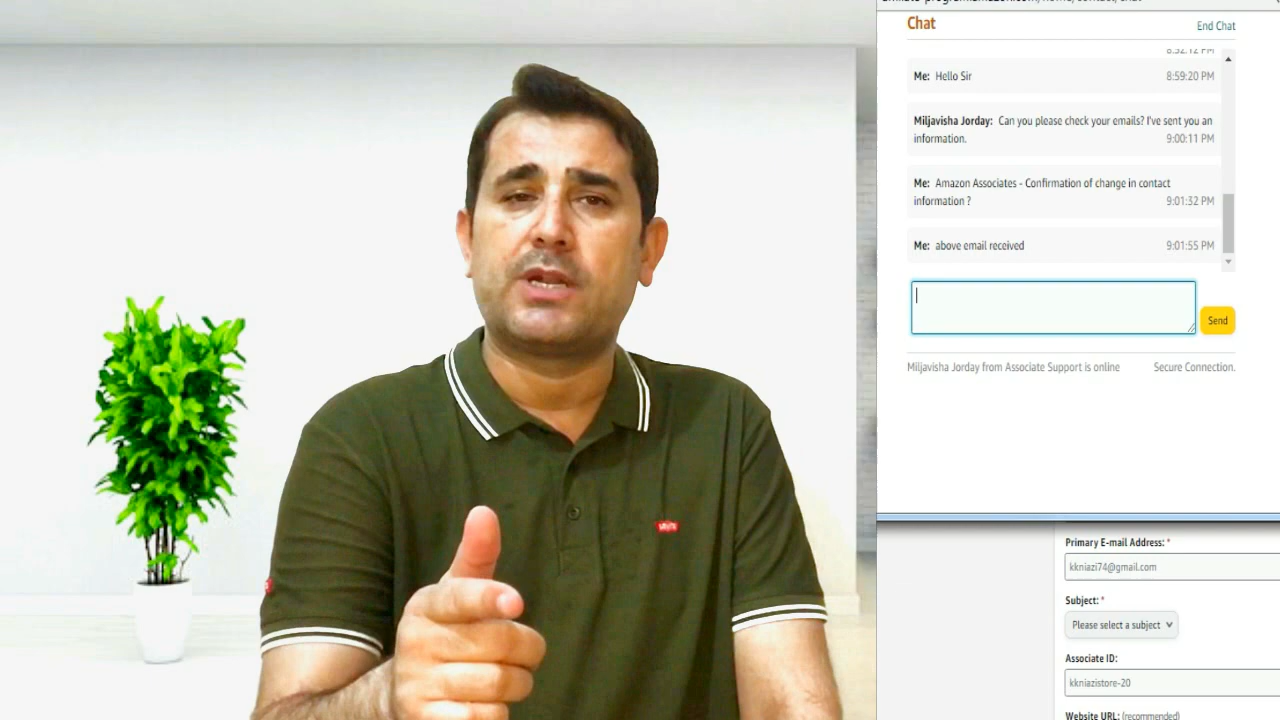 Chat
End Chat
Me: Hello Sir
8:59:20 PM
Miljavisha Jorday: Can you please check your emails? I've sent you an
information.
9:00:11 PM
Me: Amazon Associates - Confirmation of change in contact
information ?
9:01:32 PM
Me: above email received
9:01:55 PM
Send
Miljavisha Jorday from Associate Support is online
Secure Connection.
Primary E-mail Address: *
kkniazi74@gmail.com
Subject: *
Please select a subject
Associate ID:
kkniazistore-20
Website URL: (recommended)